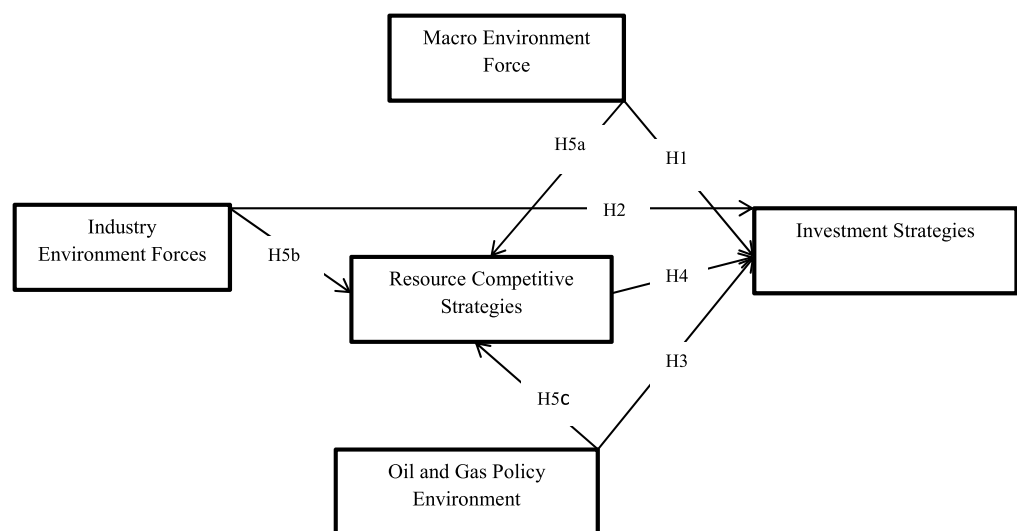 Macro Environment
Force
H5a
H1
Industry
Environment Forces
H2
Investment Strategies
H5b
Resource Competitive
Strategies
H4
H3
H5c
Oil and Gas Policy
Environment